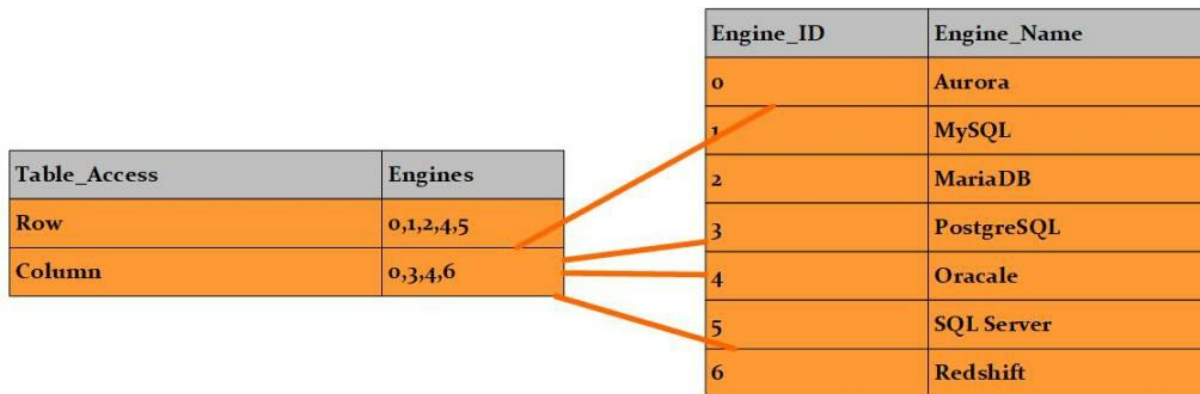 Table_Access Engines
Row 0,1,2,4,5
Column 0,3,4,6
Engine_ID Engine_Name
0 Aurora
1 MySQL
2 MariaDB
3 PostgreSQL
4 Oracale
5 SQL Server
6 Redshift